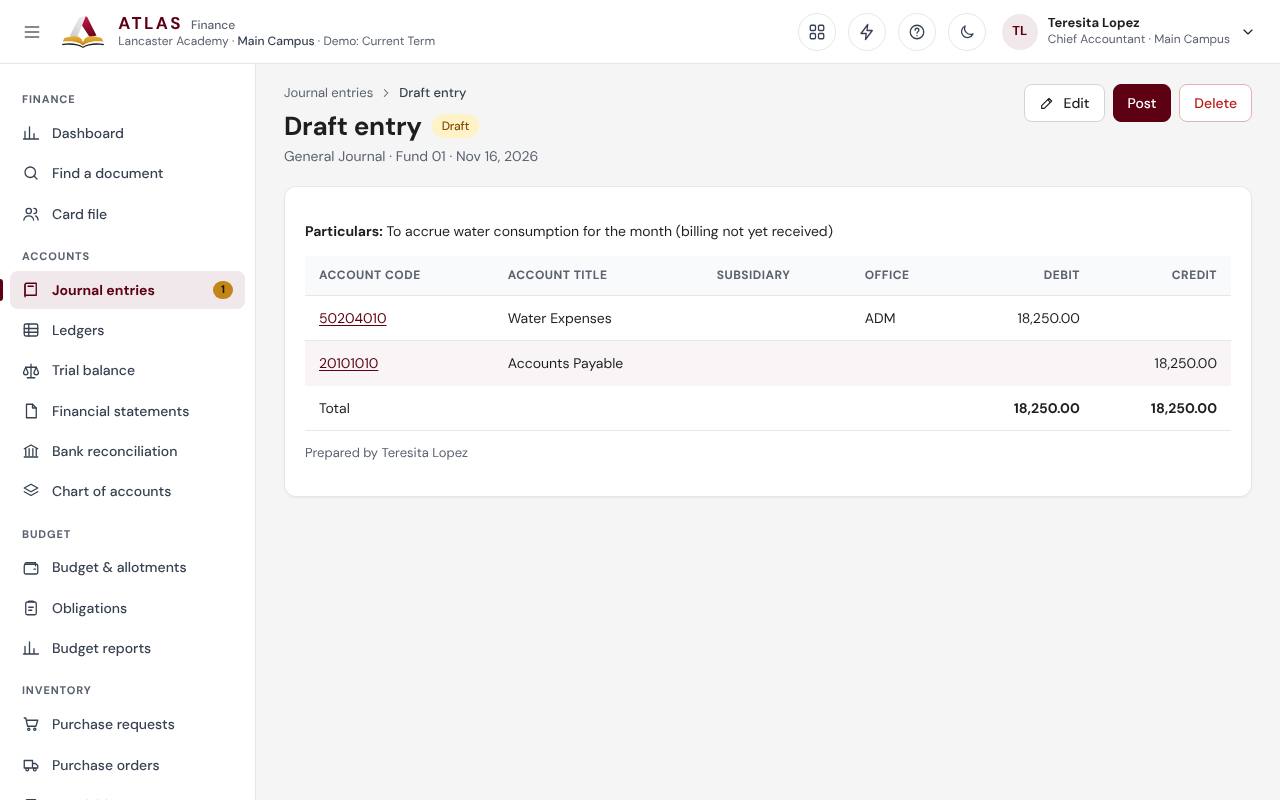 ATLAS Finance
Lancaster Academy · Main Campus · Demo: Current Term
TL
Teresita Lopez
Chief Accountant · Main Campus
FINANCE
Dashboard
Find a document
Card file
ACCOUNTS
Journal entries 1
Ledgers
Trial balance
Financial statements
Bank reconciliation
Chart of accounts
BUDGET
Budget & allotments
Obligations
Budget reports
INVENTORY
Purchase requests
Purchase orders
Journal entries > Draft entry
Draft entry Draft
General Journal · Fund 01 · Nov 16, 2026
Edit Post Delete
Particulars: To accrue water consumption for the month (billing not yet received)
ACCOUNT CODE ACCOUNT TITLE SUBSIDIARY OFFICE DEBIT CREDIT
50204010 Water Expenses ADM 18,250.00
20101010 Accounts Payable 18,250.00
Total 18,250.00 18,250.00
Prepared by Teresita Lopez